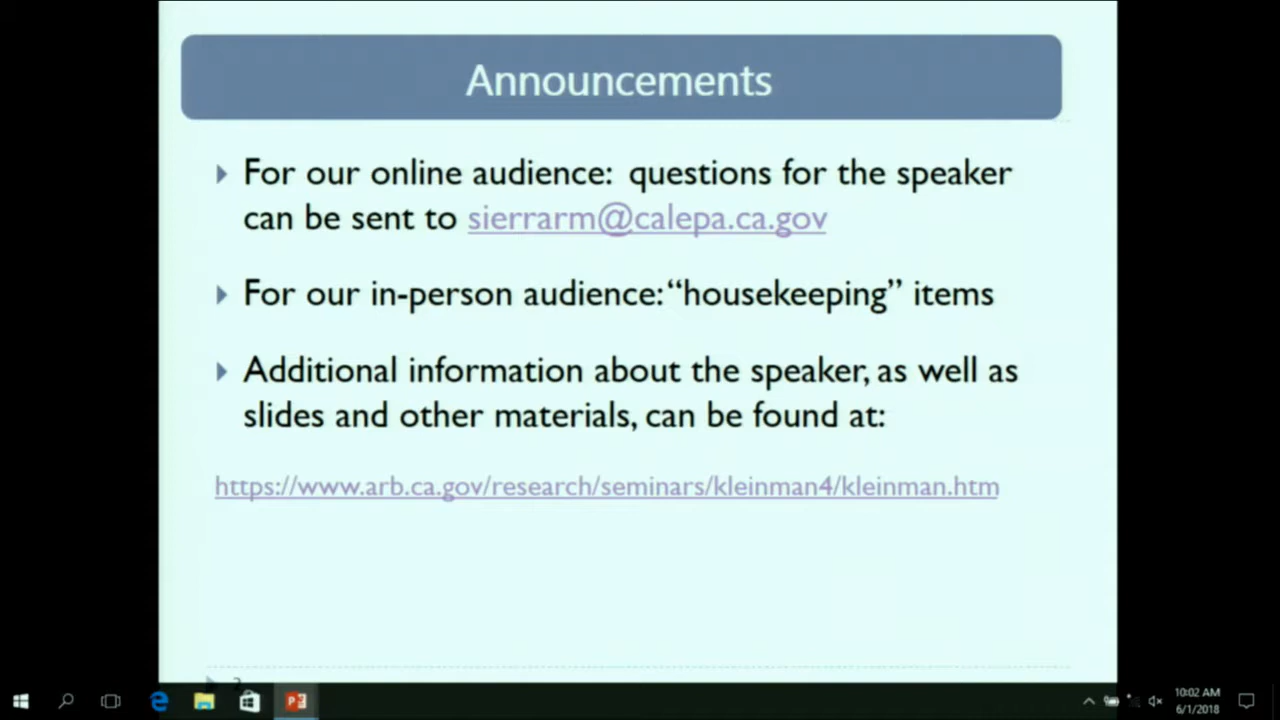 Announcements
For our online audience:  questions for the speaker
can be sent to sierrarm@calepa.ca.gov
For our in-person audience: “housekeeping” items
Additional information about the speaker, as well as
slides and other materials, can be found at:
https://www.arb.ca.gov/research/seminars/kleinman4/kleinman.htm
2
10:02 AM
6/1/2018